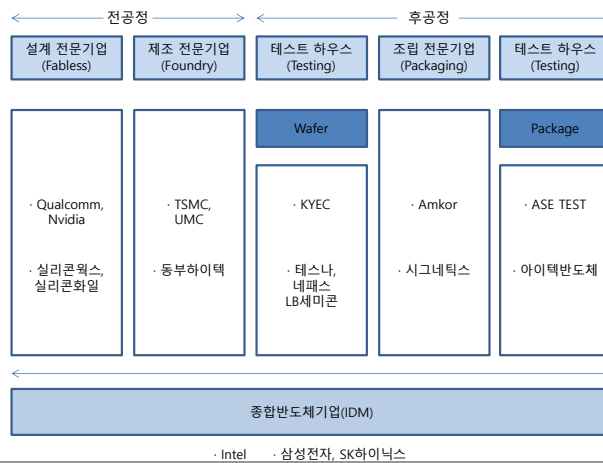 전공정
후공정
설계 전문기업
(Fabless)
제조 전문기업
(Foundry)
테스트 하우스
(Testing)
조립 전문기업
(Packaging)
테스트 하우스
(Testing)
Wafer
Package
· Qualcomm,
Nvidia
· 실리콘웍스,
실리콘화일
· TSMC,
UMC
· 동부하이텍
· KYEC
· 테스나,
네패스
LB세미콘
· Amkor
· 시그네틱스
· ASE TEST
· 아이텍반도체
종합반도체기업(IDM)
· Intel · 삼성전자, SK하이닉스